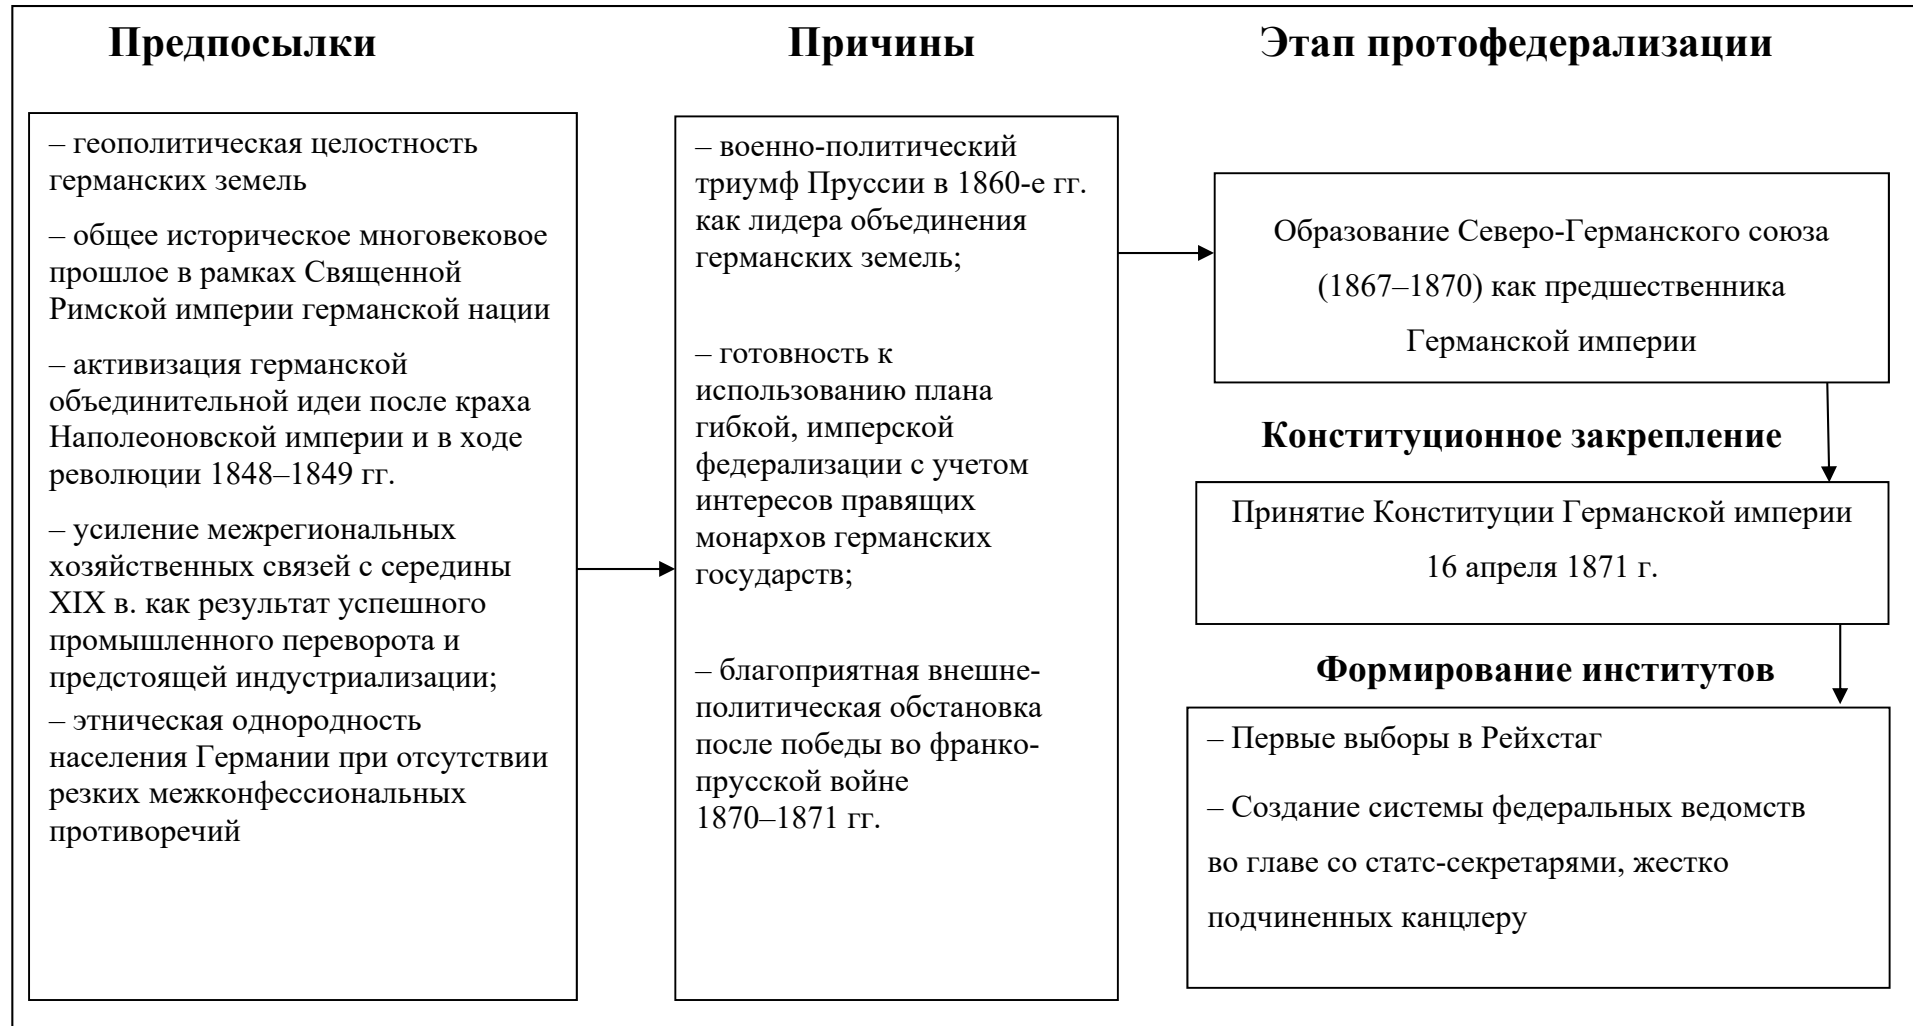 Предпосылки
– геополитическая целостность
германских земель
– общее историческое многовековое
прошлое в рамках Священной
Римской империи германской нации
– активизация германской
объединительной идеи после краха
Наполеоновской империи и в ходе
революции 1848–1849 гг.
– усиление межрегиональных
хозяйственных связей с середины
XIX в. как результат успешного
промышленного переворота и
предстоящей индустриализации;
– этническая однородность
населения Германии при отсутствии
резких межконфессиональных
противоречий
Причины
– военно-политический
триумф Пруссии в 1860-е гг.
как лидера объединения
германских земель;
– готовность к
использованию плана
гибкой, имперской
федерализации с учетом
интересов правящих
монархов германских
государств;
– благоприятная внешне-
политическая обстановка
после победы во франко-
прусской войне
1870–1871 гг.
Этап протофедерализации
Образование Северо-Германского союза
(1867–1870) как предшественника
Германской империи
Конституционное закрепление
Принятие Конституции Германской империи
16 апреля 1871 г.
Формирование институтов
– Первые выборы в Рейхстаг
– Создание системы федеральных ведомств
во главе со статс-секретарями, жестко
подчиненных канцлеру